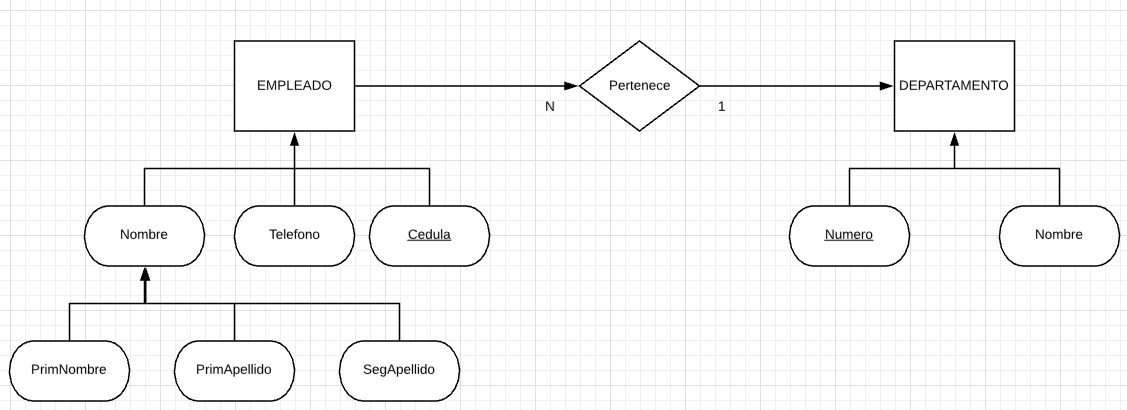 EMPLEADO
Pertenece
DEPARTAMENTO
N
1
Nombre
Telefono
Cedula
Numero
Nombre
PrimNombre
PrimApellido
SegApellido